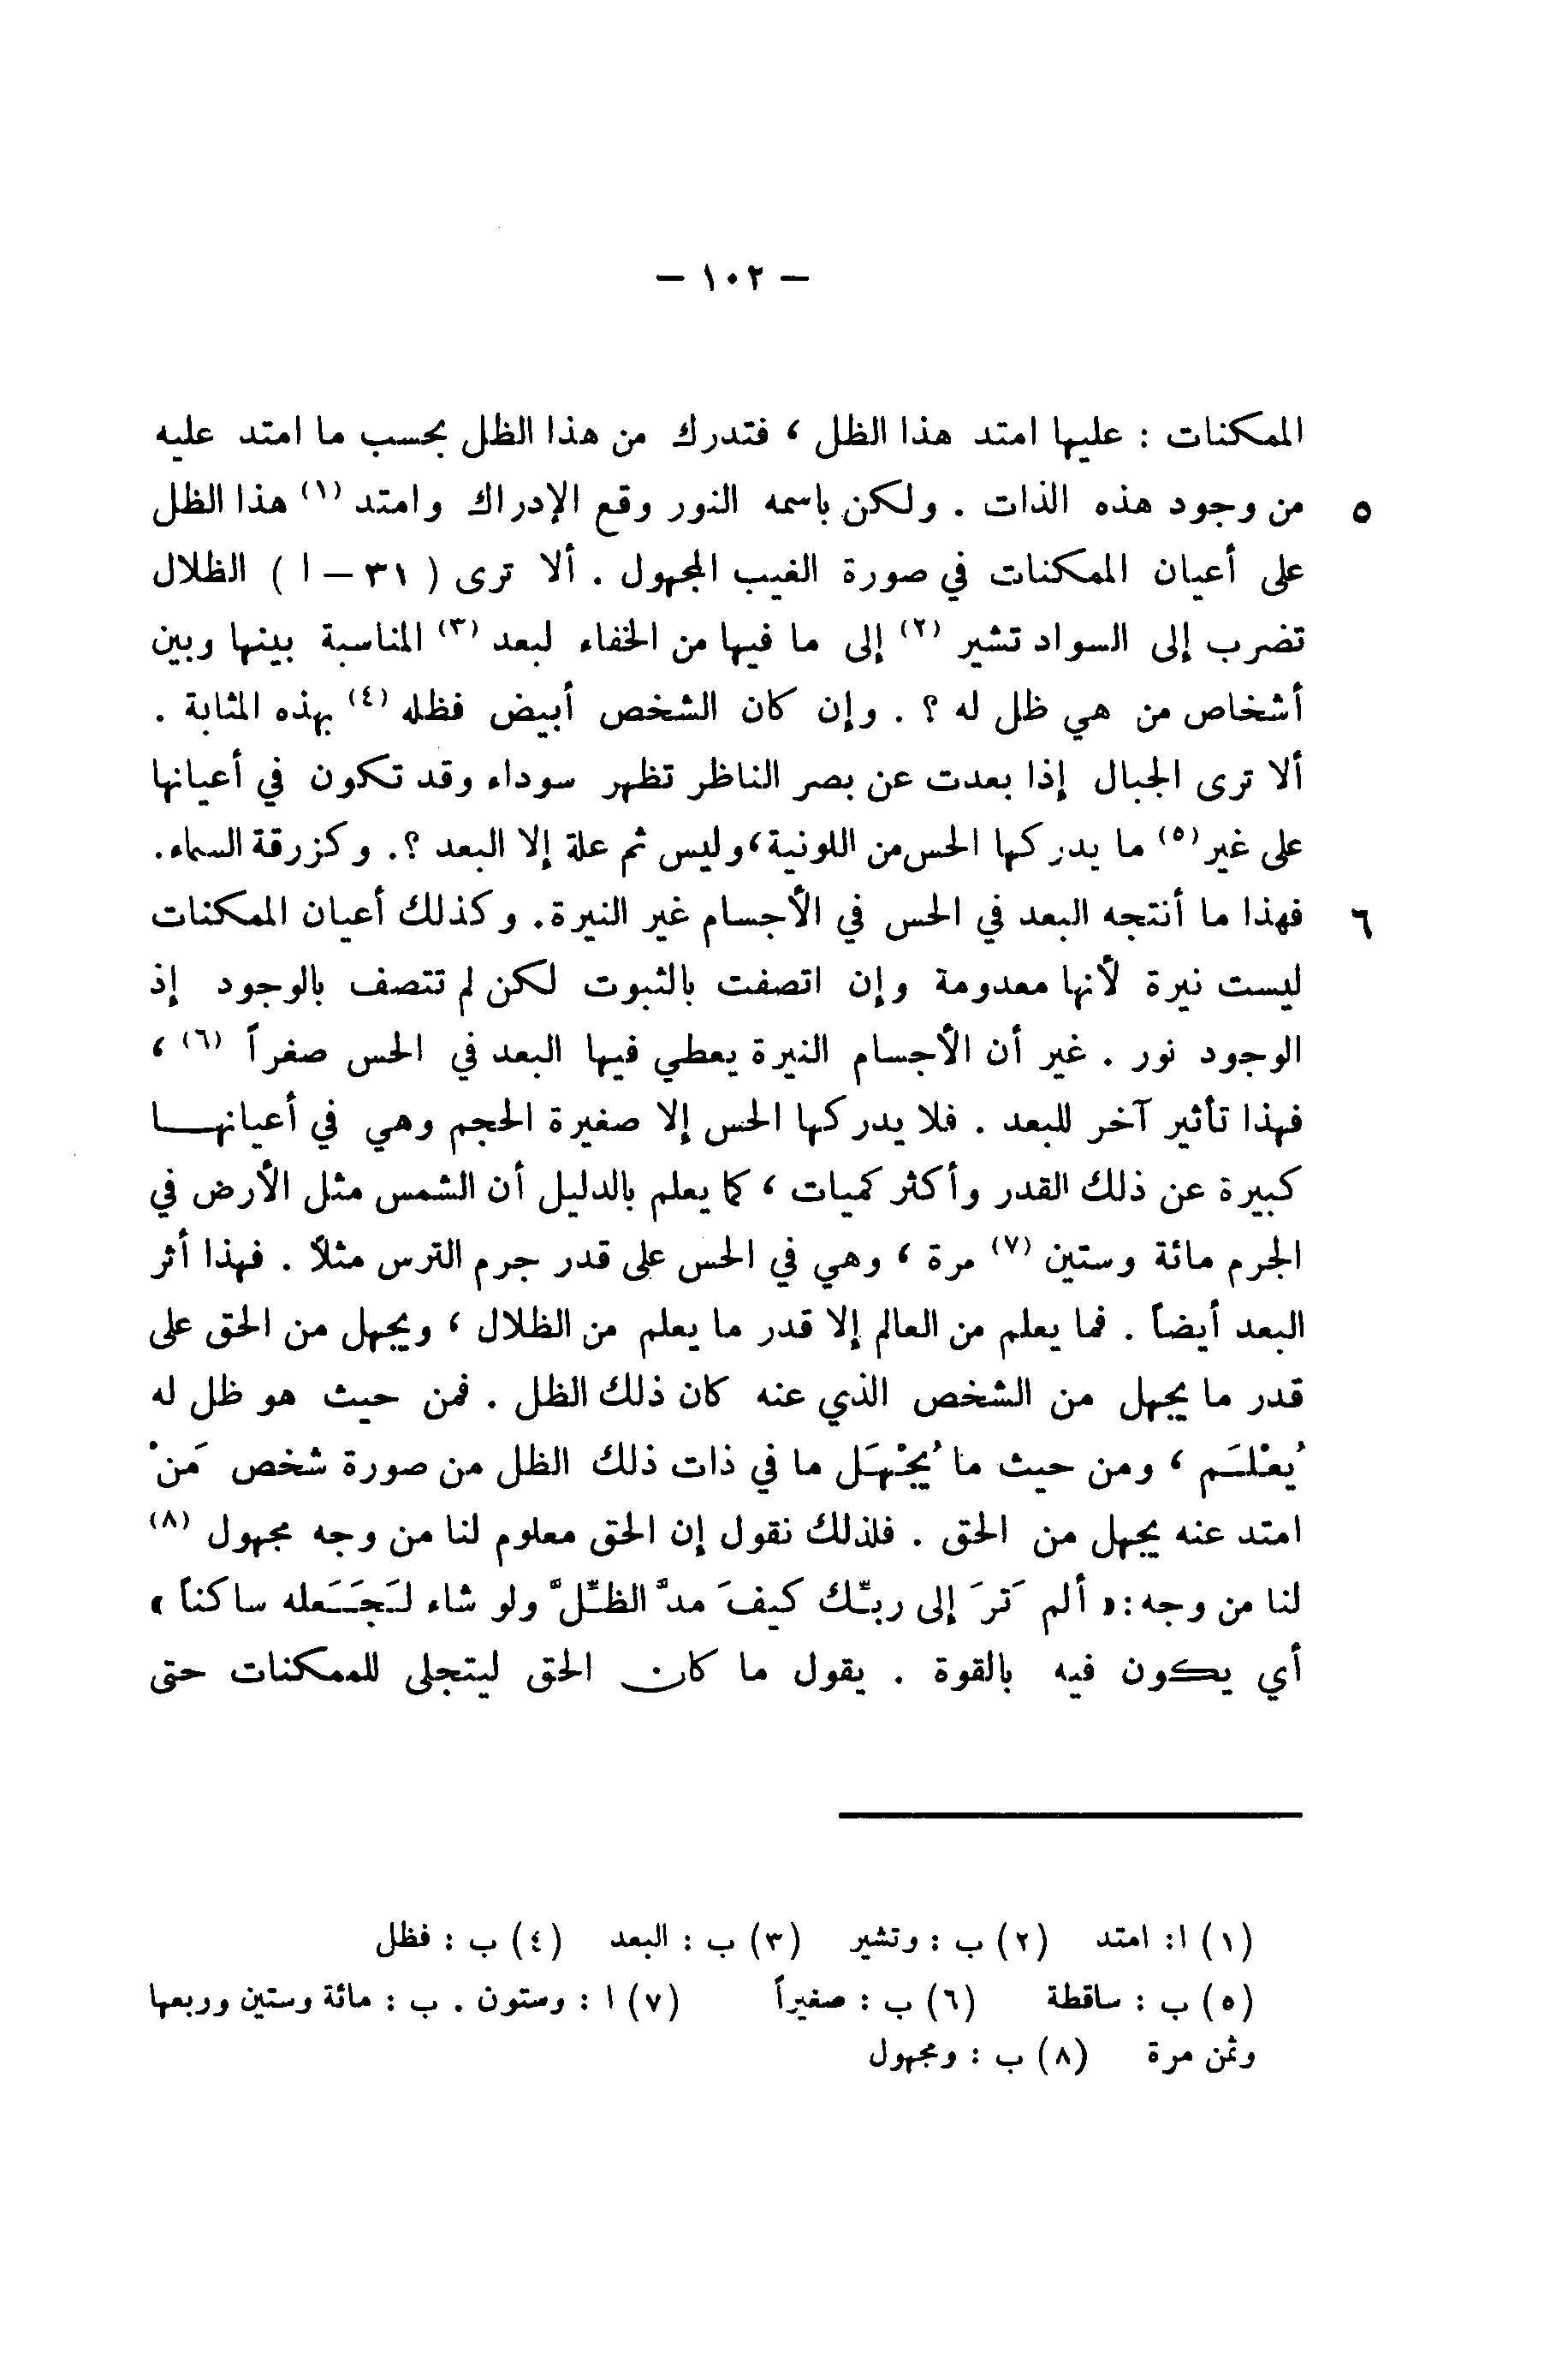 — ١٠٢ —
الممكنات : عليها امتد هذا الظل ، فتدرك من هذا الظل بحسب ما امتد عليه
٥ من وجود هذه الذات . ولكن باسمه النور وقع الإدراك وامتد (١) هذا الظل
على أعيان الممكنات في صورة الغيب المجهول . ألا ترى ( ٣١ — ا ) الظلال
تضرب إلى السواد تشير (٢) إلى ما فيها من الخفاء لبعد (٣) المناسبة بينها وبين
أشخاص من هي ظل له ؟ . وإن كان الشخص أبيض فظله (٤) بهذه المثابة .
ألا ترى الجبال إذا بعدت عن بصر الناظر تظهر سوداء وقد تكون في أعيانها
على غير (٥) ما يدركها الحس من اللونية ، وليس ثم علة إلا البعد ؟. وكزرقة السماء.
٦ فهذا ما أنتجه البعد في الحس في الأجسام غير النيرة. وكذلك أعيان الممكنات
ليست نيرة لأنها معدومة وإن اتصفت بالثبوت لكن لم تتصف بالوجود إذ
الوجود نور . غير أن الأجسام النيرة يعطي فيها البعد في الحس صغراً (٦) ،
فهذا تأثير آخر للبعد . فلا يدركها الحس إلا صغيرة الحجم وهي في أعيانهــا
كبيرة عن ذلك القدر وأكثر كميات ، كما يعلم بالدليل أن الشمس مثل الأرض في
الجرم مائة وستين (٧) مرة ، وهي في الحس على قدر جرم الترس مثلاً . فهذا أثر
البعد أيضاً . فما يعلم من العالم إلا قدر ما يعلم من الظلال ، ويجهل من الحق على
قدر ما يجهل من الشخص الذي عنه كان ذلك الظل . فمن حيث هو ظل له
يُعْلَم ، ومن حيث ما يُجْهَل ما في ذات ذلك الظل من صورة شخص مَنْ
امتد عنه يجهل من الحق . فلذلك نقول إن الحق معلوم لنا من وجه مجهول (٨)
لنا من وجه : « ألم تَرَ إلى ربِّك كيفَ مدَّ الظِّلَّ ولو شاء لَجَعَله ساكناً »
أي يكون فيه بالقوة . يقول ما كان الحق ليتجلى للممكنات حتى
(١) ا : امتد (٢) ب : وتشير (٣) ب : البعد (٤) ب : فظل
(٥) ب : ساقطة (٦) ب : صغيراً (٧) ا : وستون . ب : مائة وستين وربعها
وثمن مرة (٨) ب : ومجهول